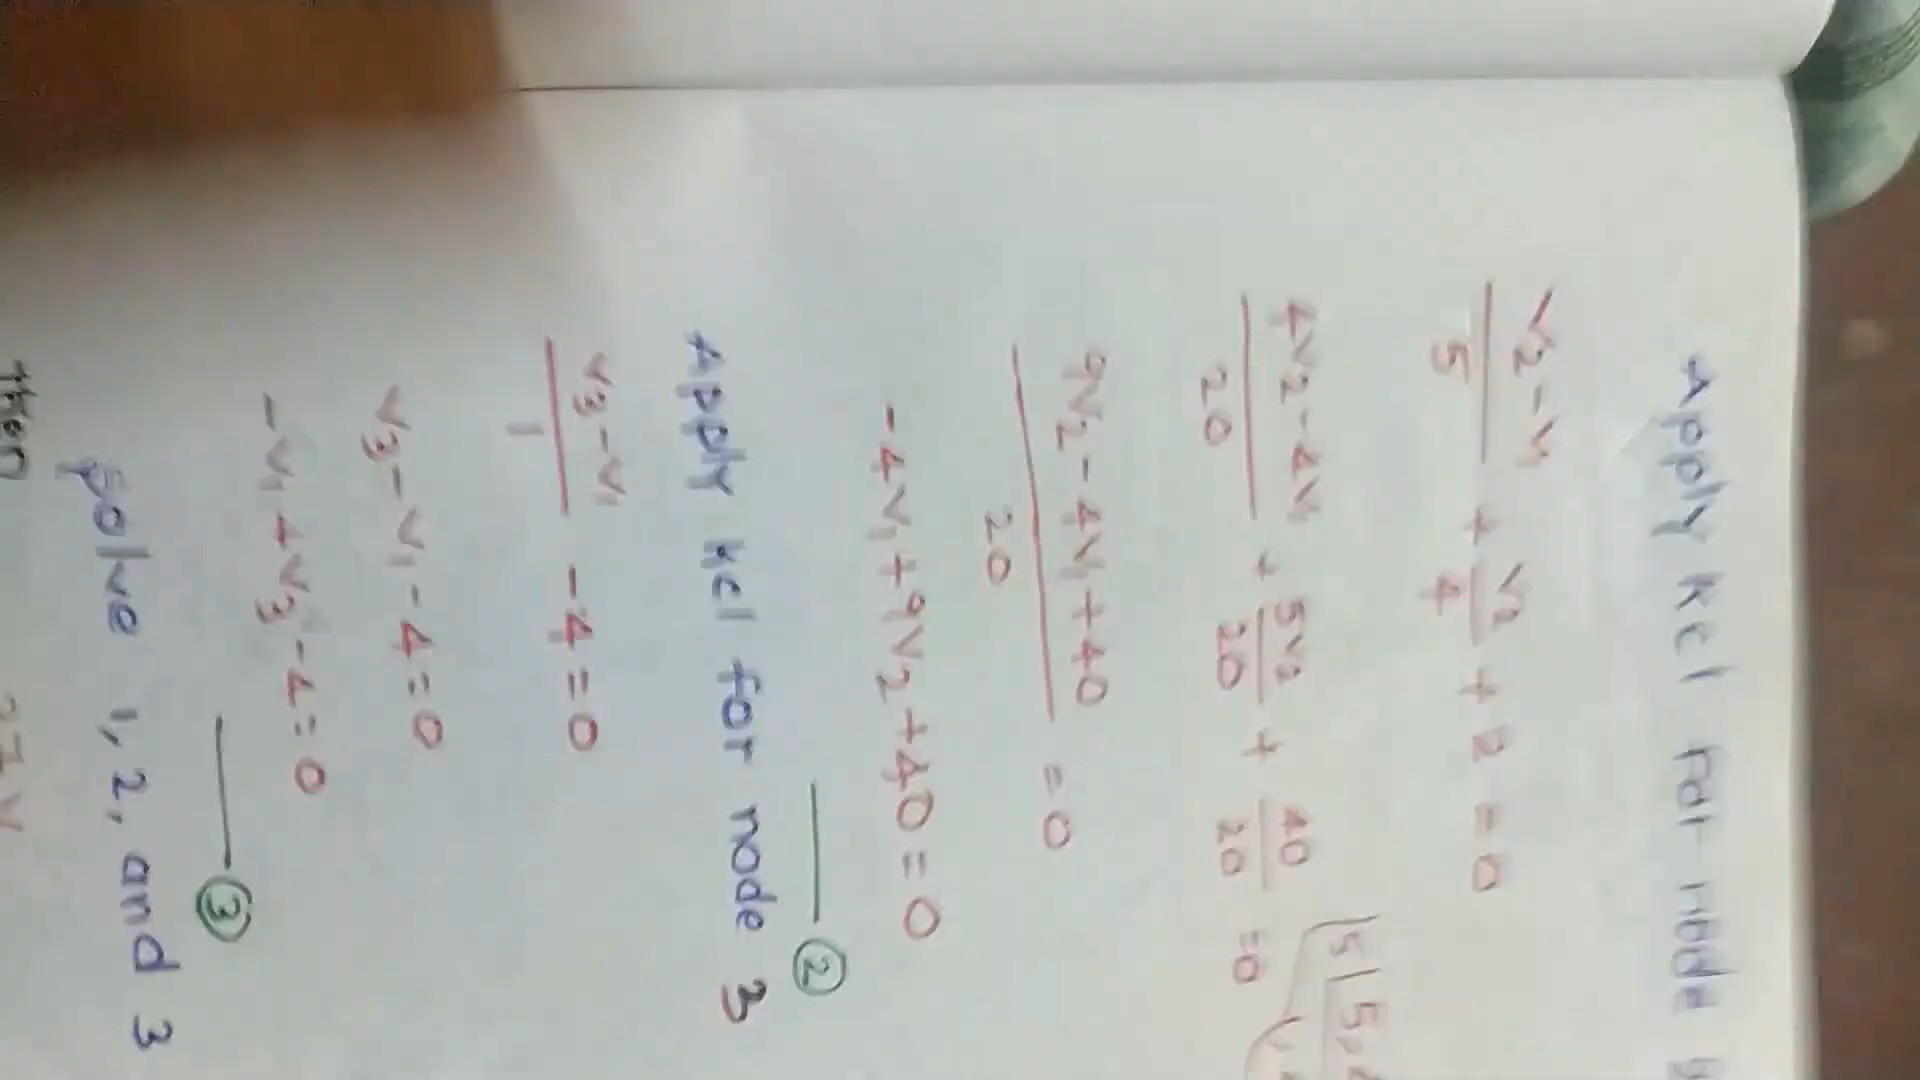 Apply kcl for node
V2-V1/5 + V2/4 + 2 = 0
4V2-4V1/20 + 5V2/20 + 40/20 = 0
9V2-4V1+40/20 = 0
-4V1+9V2+40=0
②
Apply kcl for node 3
V3-V1/1 -4=0
V3-V1-4=0
-V1+V3-4=0
③
Solve 1, 2, and 3
then